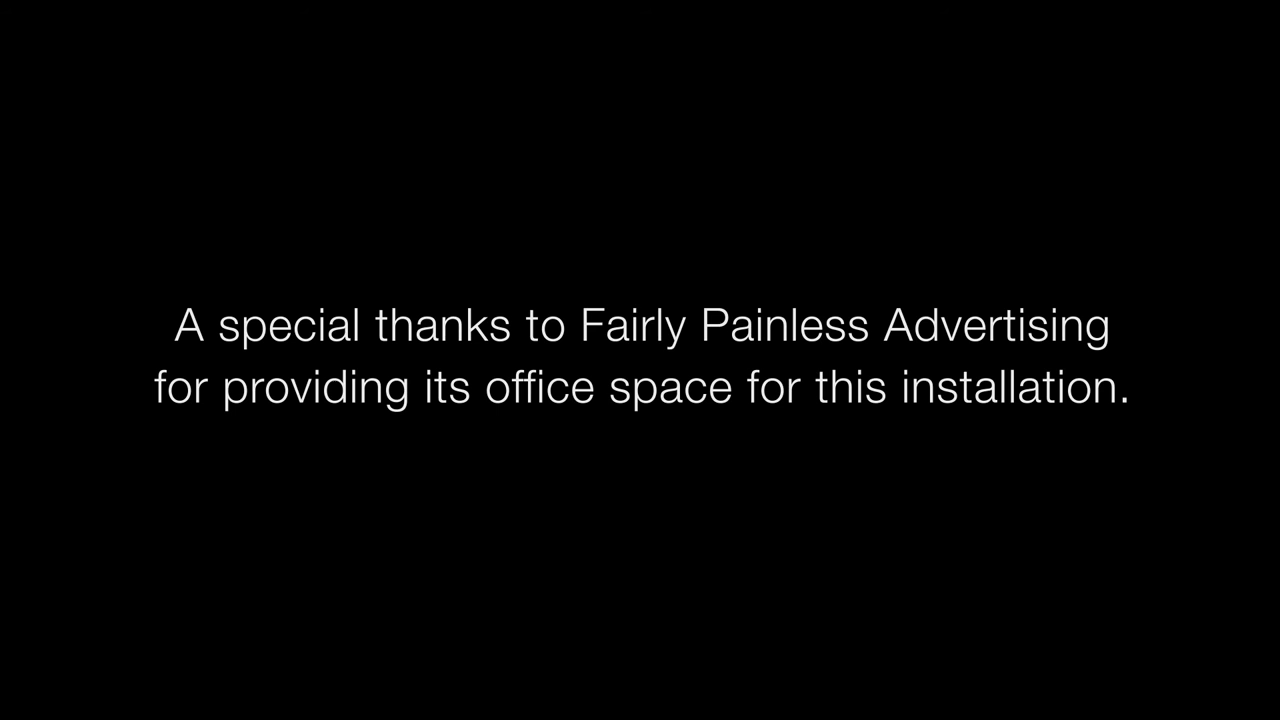 A special thanks to Fairly Painless Advertising
for providing its office space for this installation.